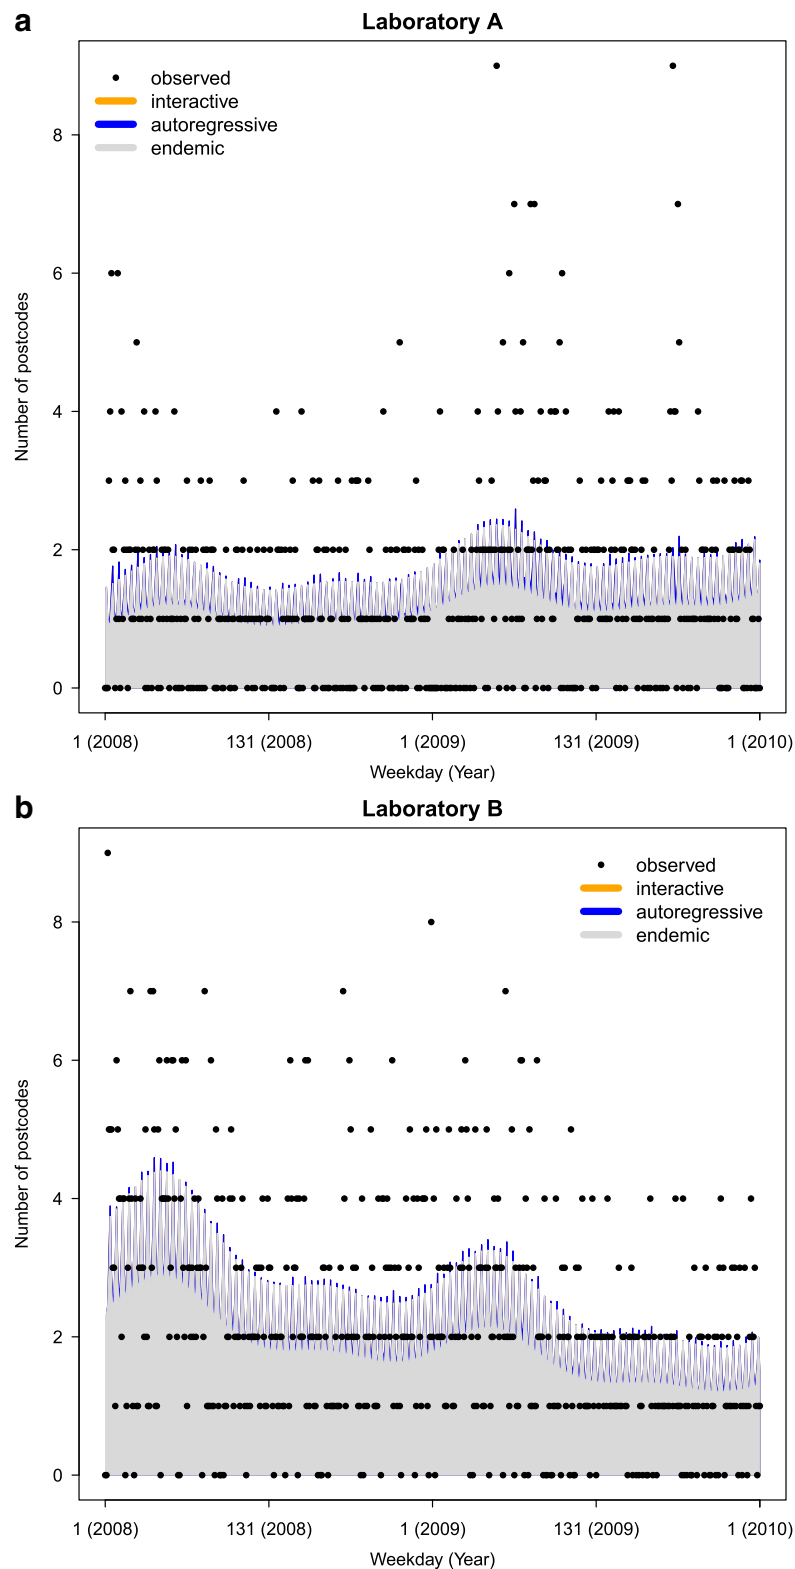 a
Laboratory A
observed
interactive
autoregressive
endemic
8
6
4
2
0
Number of postcodes
1 (2008)
131 (2008)
1 (2009)
131 (2009)
1 (2010)
Weekday (Year)
b
Laboratory B
observed
interactive
autoregressive
endemic
8
6
4
2
0
Number of postcodes
1 (2008)
131 (2008)
1 (2009)
131 (2009)
1 (2010)
Weekday (Year)